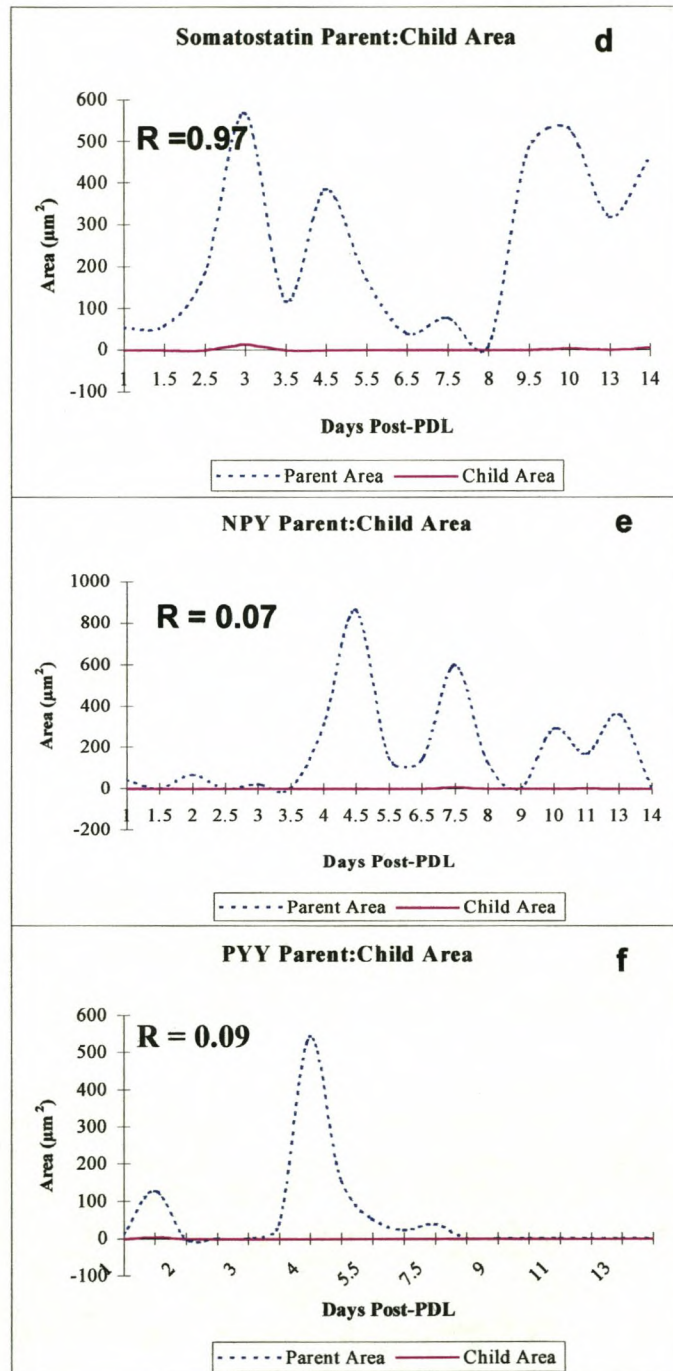 Somatostatin Parent:Child Area
d
R =0.97
Area (µm²)
600
500
400
300
200
100
0
-100
1 1.5 2.5 3 3.5 4.5 5.5 6.5 7.5 8 9.5 10 13 14
Days Post-PDL
Parent Area Child Area
NPY Parent:Child Area
e
R = 0.07
Area (µm²)
1000
800
600
400
200
0
-200
1 1.5 2 2.5 3 3.5 4 4.5 5.5 6.5 7.5 8 9 10 11 13 14
Days Post-PDL
Parent Area Child Area
PYY Parent:Child Area
f
R = 0.09
Area (µm²)
600
500
400
300
200
100
0
-100
1 2 3 4 5.5 7.5 9 11 13
Days Post-PDL
Parent Area Child Area